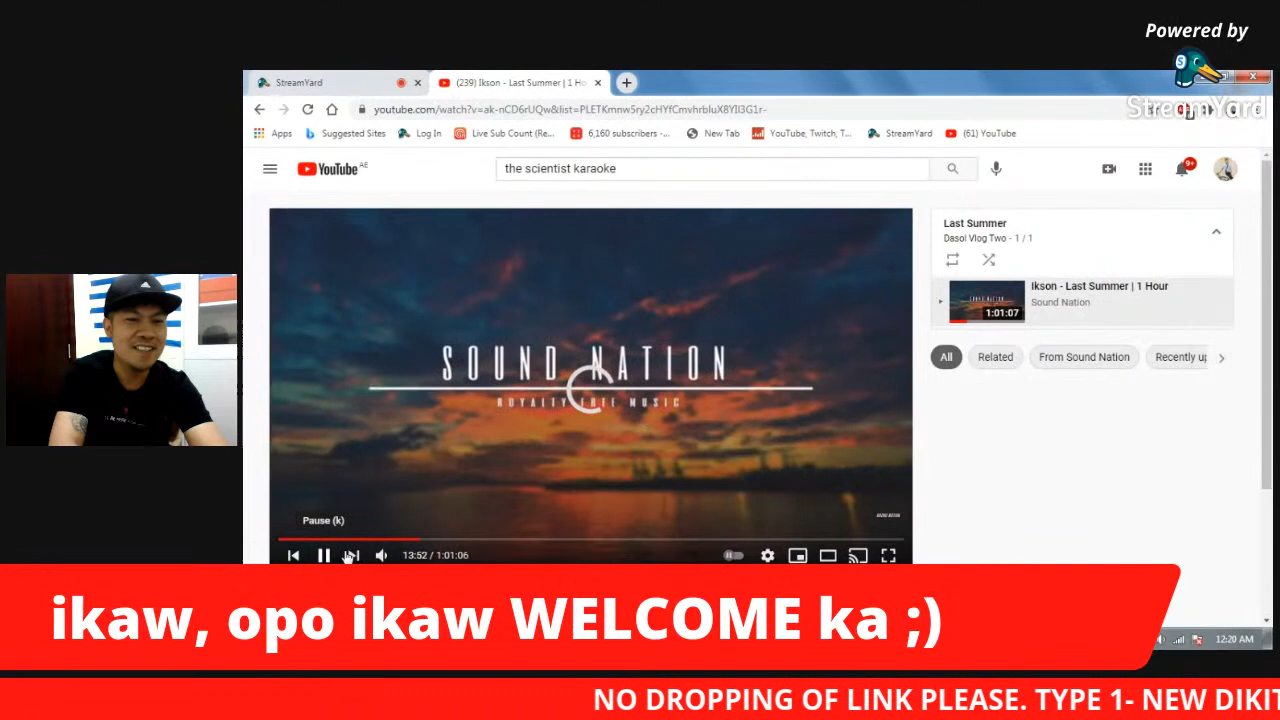 Powered by
StreamYard
StreamYard
(239) Ikson - Last Summer | 1 Ho
youtube.com/watch?v=ak-nCD6rUQw&list=PLETKmnw5ry2cHYfCmvhrbluX8YlI3G1r-
Apps
Suggested Sites
Log In
Live Sub Count (Re...
6,160 subscribers -...
New Tab
YouTube, Twitch, T...
StreamYard
(61) YouTube
YouTube AE
the scientist karaoke
9+
SOUND NATION
ROYALTY FREE MUSIC
Pause (k)
13:52 / 1:01:06
Last Summer
Dasol Vlog Two - 1 / 1
Ikson - Last Summer | 1 Hour
Sound Nation
1:01:07
All
Related
From Sound Nation
Recently up
12:20 AM
ikaw, opo ikaw WELCOME ka ;)
NO DROPPING OF LINK PLEASE. TYPE 1- NEW DIKIT